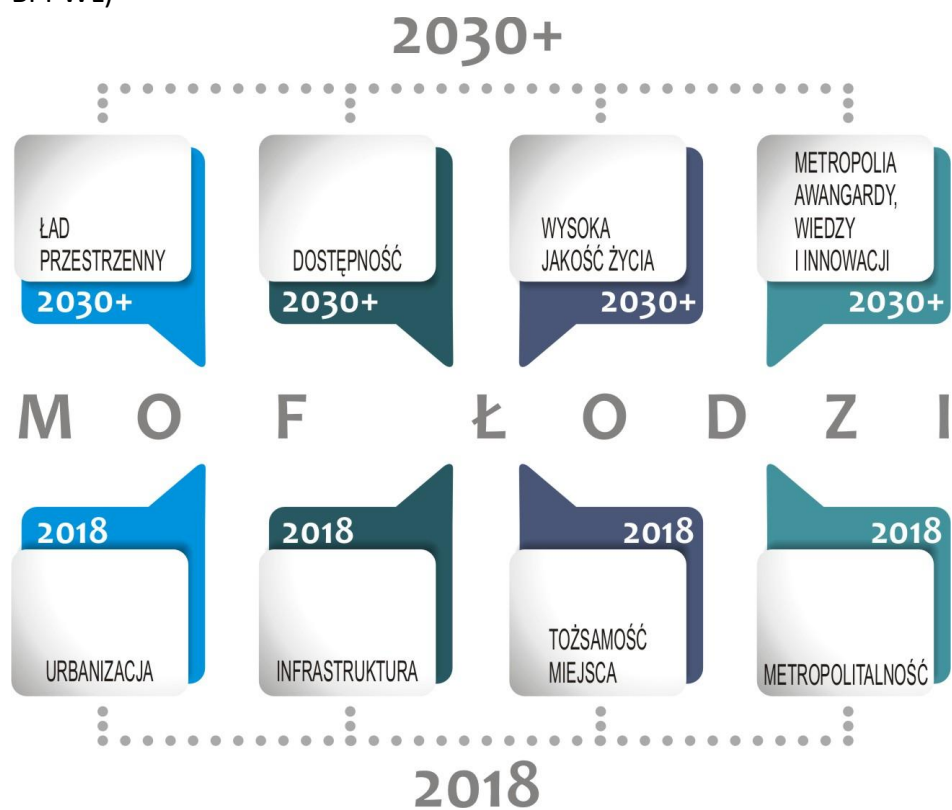 2030+
ŁAD
PRZESTRZENNY
2030+
DOSTĘPNOŚĆ
2030+
WYSOKA
JAKOŚĆ ŻYCIA
2030+
METROPOLIA
AWANGARDY,
WIEDZY
I INNOWACJI
2030+
M O F Ł O D Z I
2018
URBANIZACJA
2018
INFRASTRUKTURA
2018
TOŻSAMOŚĆ
MIEJSCA
2018
METROPOLITALNOŚĆ
2018